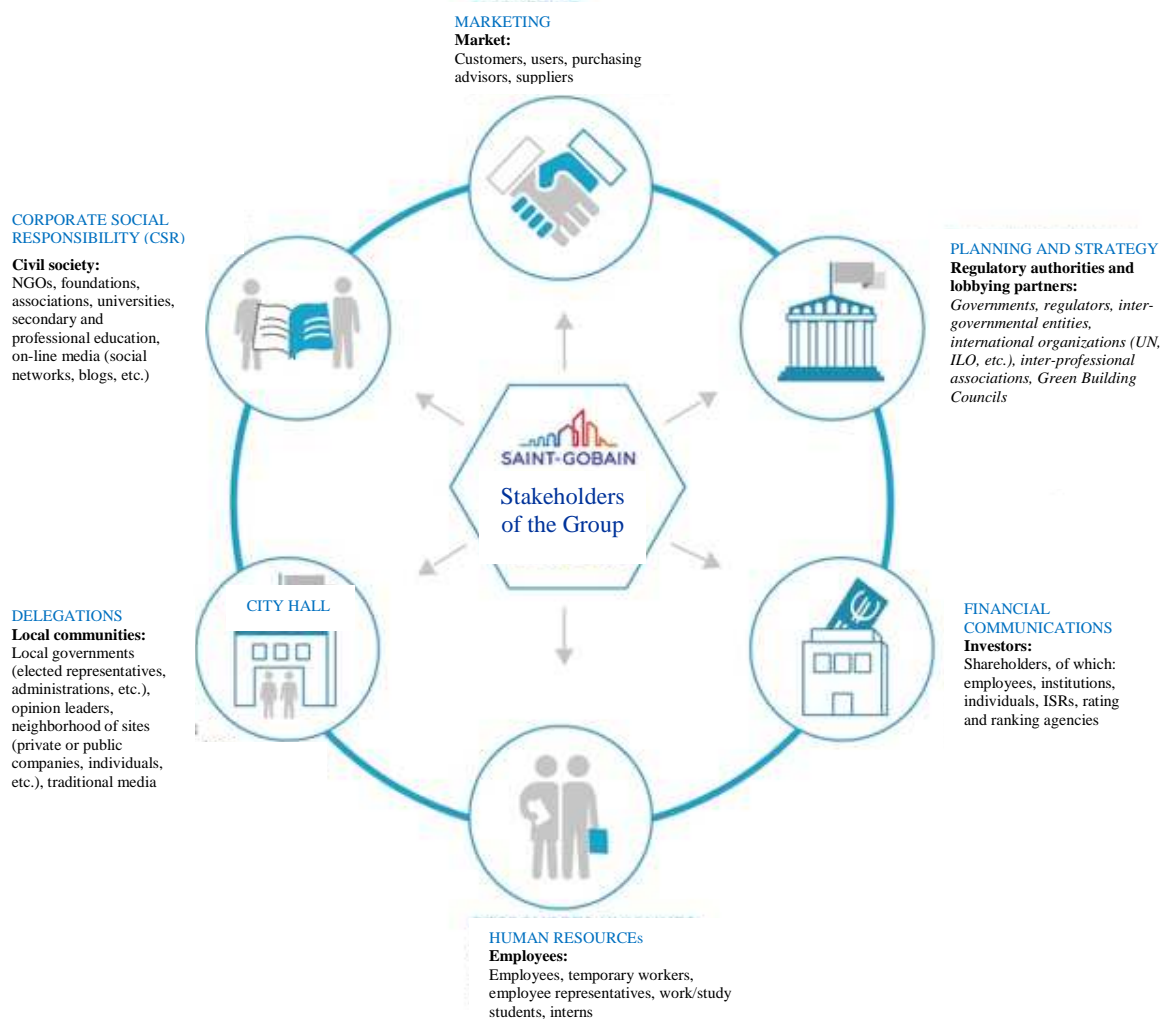 MARKETING
Market:
Customers, users, purchasing
advisors, suppliers
CORPORATE SOCIAL
RESPONSIBILITY (CSR)
Civil society:
NGOs, foundations,
associations, universities,
secondary and
professional education,
on-line media (social
networks, blogs, etc.)
PLANNING AND STRATEGY
Regulatory authorities and
lobbying partners:
Governments, regulators, inter-
governmental entities,
international organizations (UN,
ILO, etc.), inter-professional
associations, Green Building
Councils
SAINT-GOBAIN
Stakeholders
of the Group
DELEGATIONS
Local communities:
Local governments
(elected representatives,
administrations, etc.),
opinion leaders,
neighborhood of sites
(private or public
companies, individuals,
etc.), traditional media
CITY HALL
FINANCIAL
COMMUNICATIONS
Investors:
Shareholders, of which:
employees, institutions,
individuals, ISRs, rating
and ranking agencies
HUMAN RESOURCEs
Employees:
Employees, temporary workers,
employee representatives, work/study
students, interns